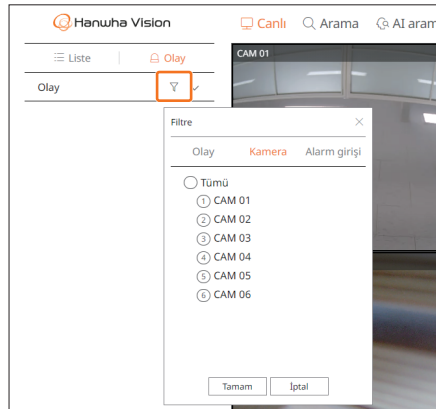 Hanwha Vision
Canlı Arama AI aram
Liste Olay
CAM 01
Olay
Filtre
Olay Kamera Alarm girişi
Tümü
1 CAM 01
2 CAM 02
3 CAM 03
4 CAM 04
5 CAM 05
6 CAM 06
Tamam İptal